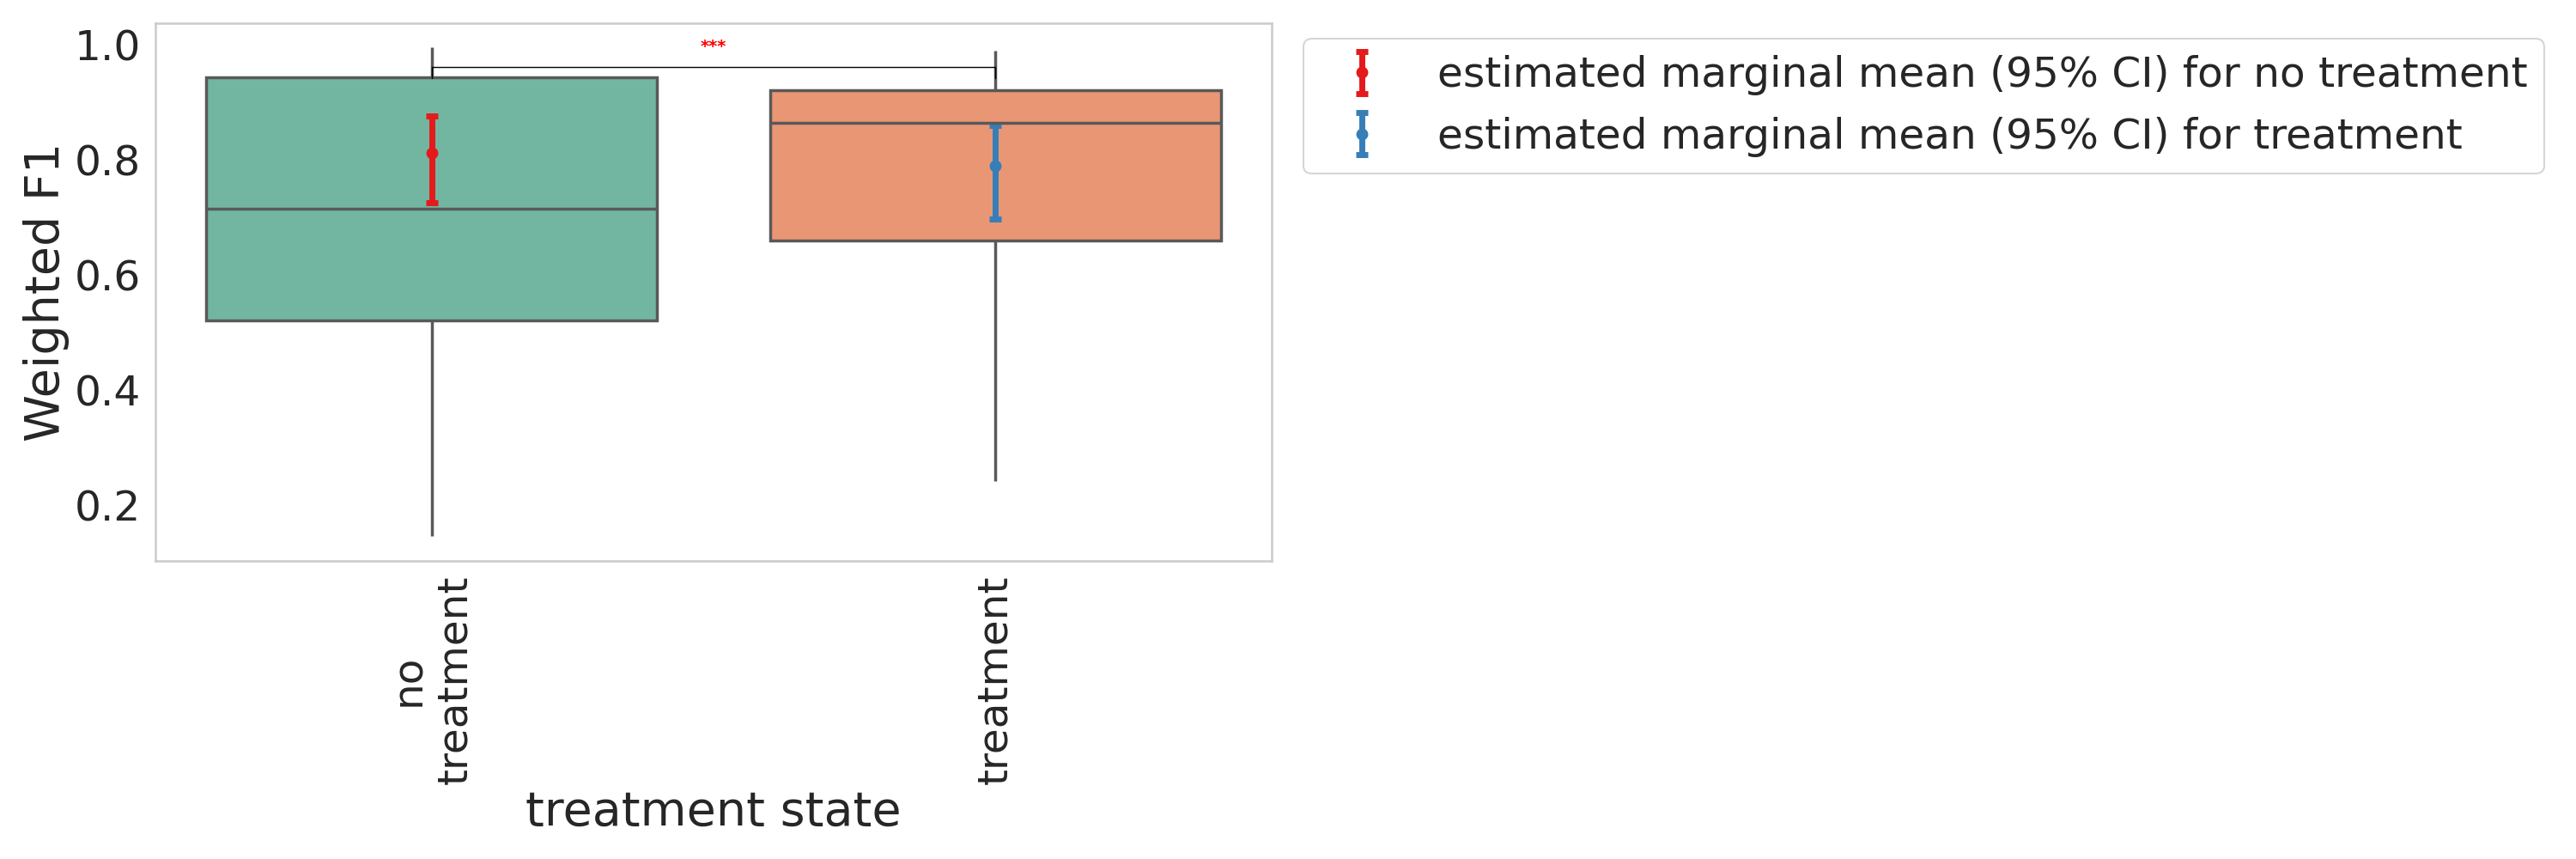 Weighted F1
1.0
0.8
0.6
0.4
0.2
***
no
treatment
treatment
treatment state
estimated marginal mean (95% CI) for no treatment
estimated marginal mean (95% CI) for treatment